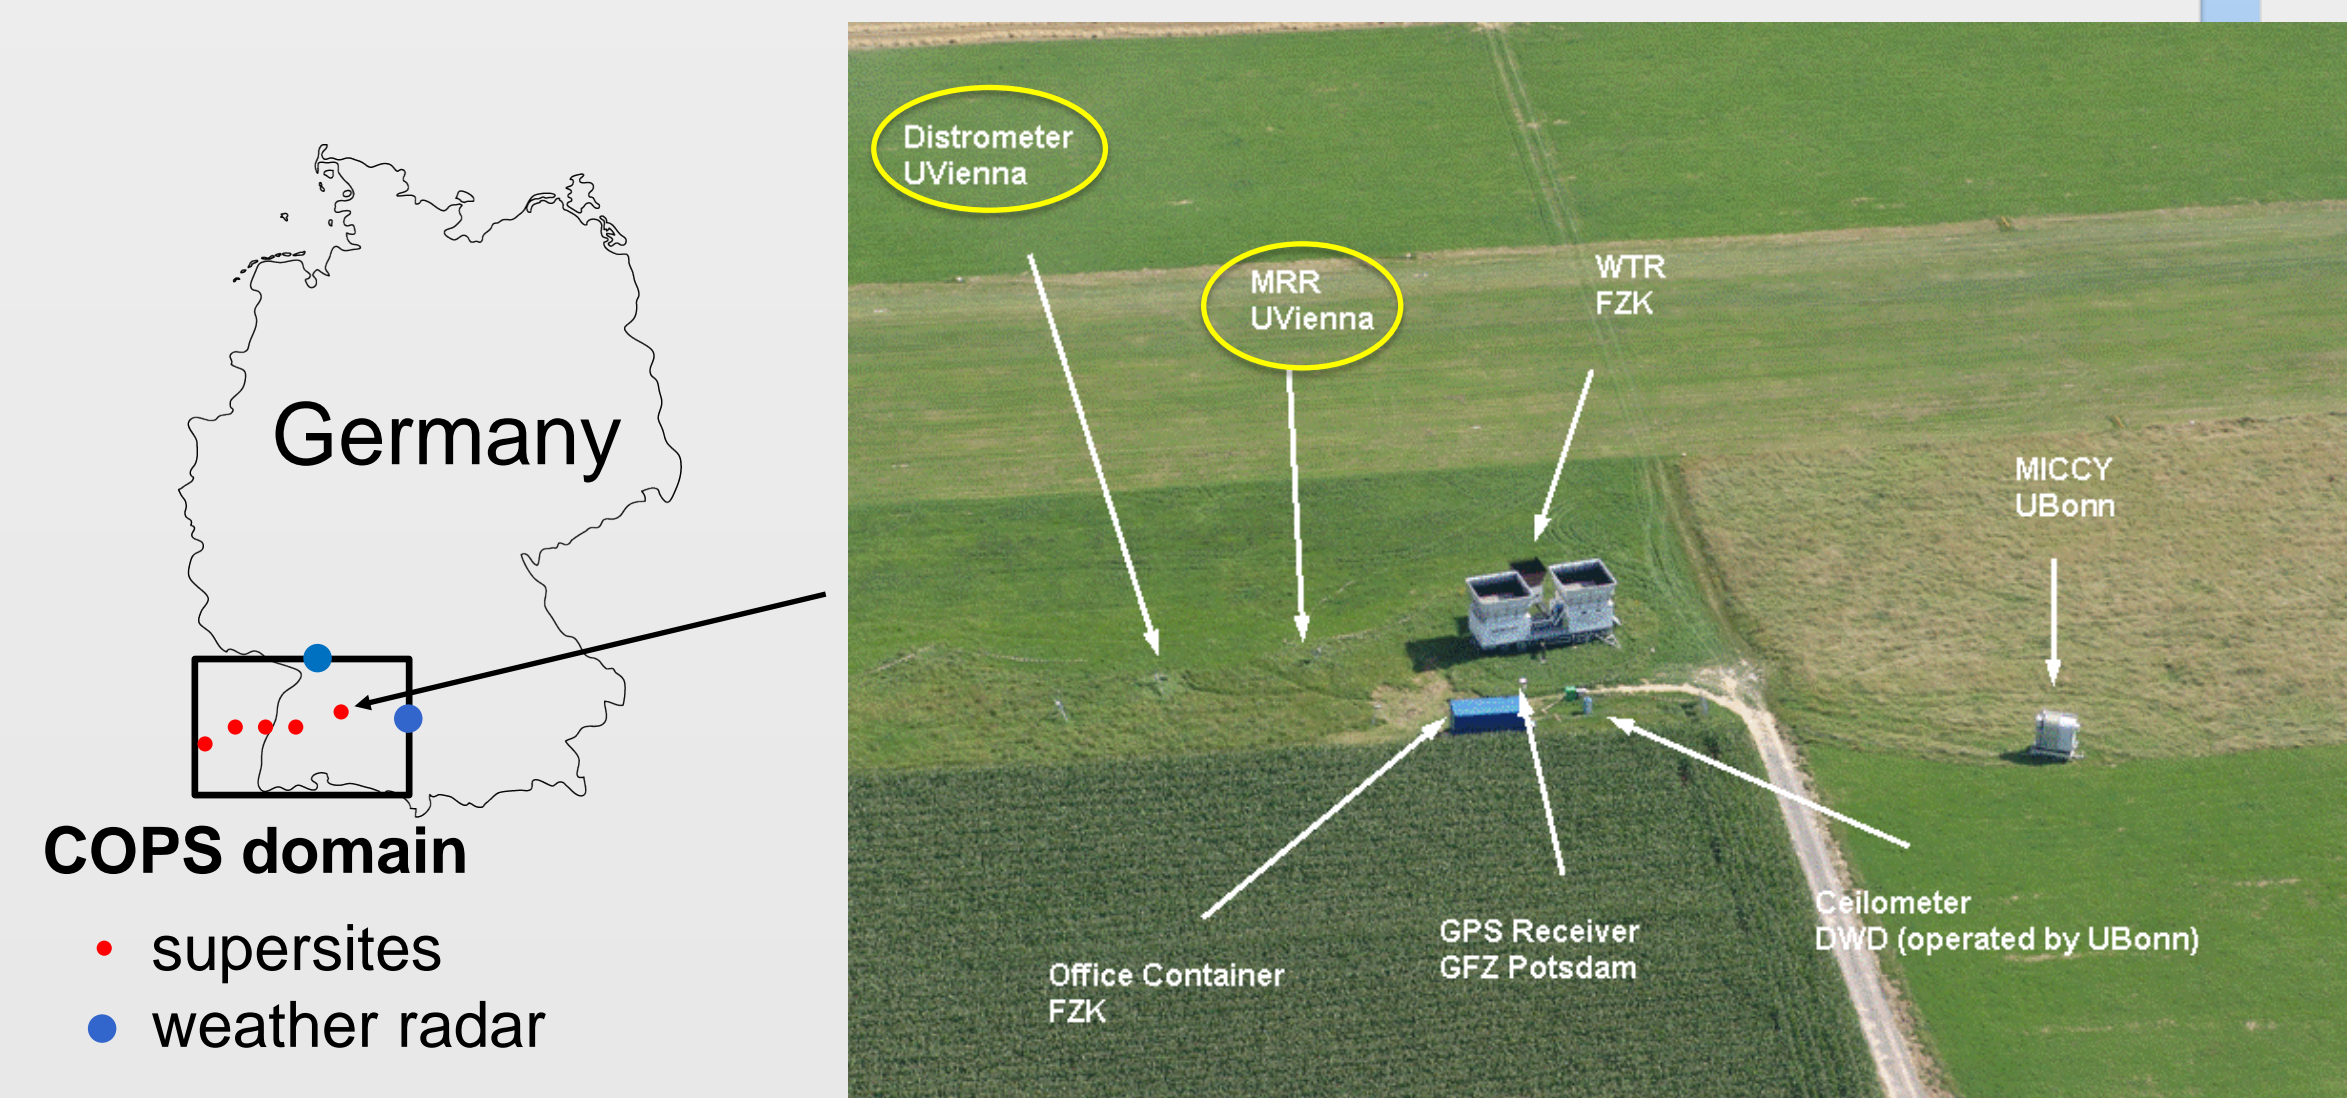 Germany
COPS domain
supersites
weather radar
Distrometer
UVienna
MRR
UVienna
WTR
FZK
MICCY
UBonn
Office Container
FZK
GPS Receiver
GFZ Potsdam
Ceilometer
DWD (operated by UBonn)